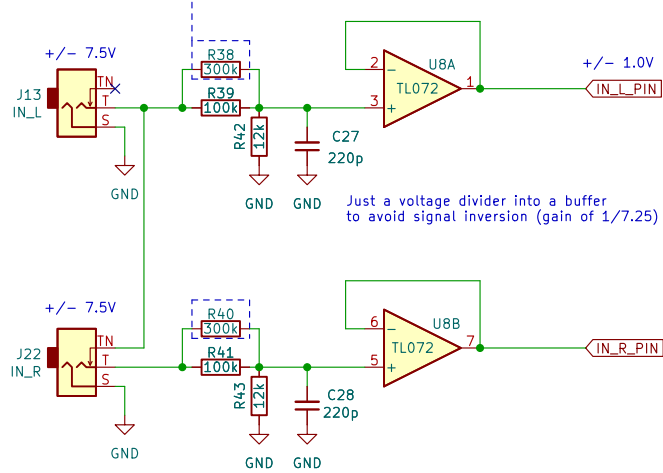 +/- 7.5V
R38
300k
U8A
+/- 1.0V
J13
IN_L
TN
T
S
R39
100k
2
-
TL072
1
3
+
IN_L_PIN
R42
12k
C27
220p
GND
GND
GND
Just a voltage divider into a buffer
to avoid signal inversion (gain of 1/7.25)
+/- 7.5V
R40
300k
U8B
J22
IN_R
TN
T
S
R41
100k
6
-
TL072
7
5
+
IN_R_PIN
R43
12k
C28
220p
GND
GND
GND